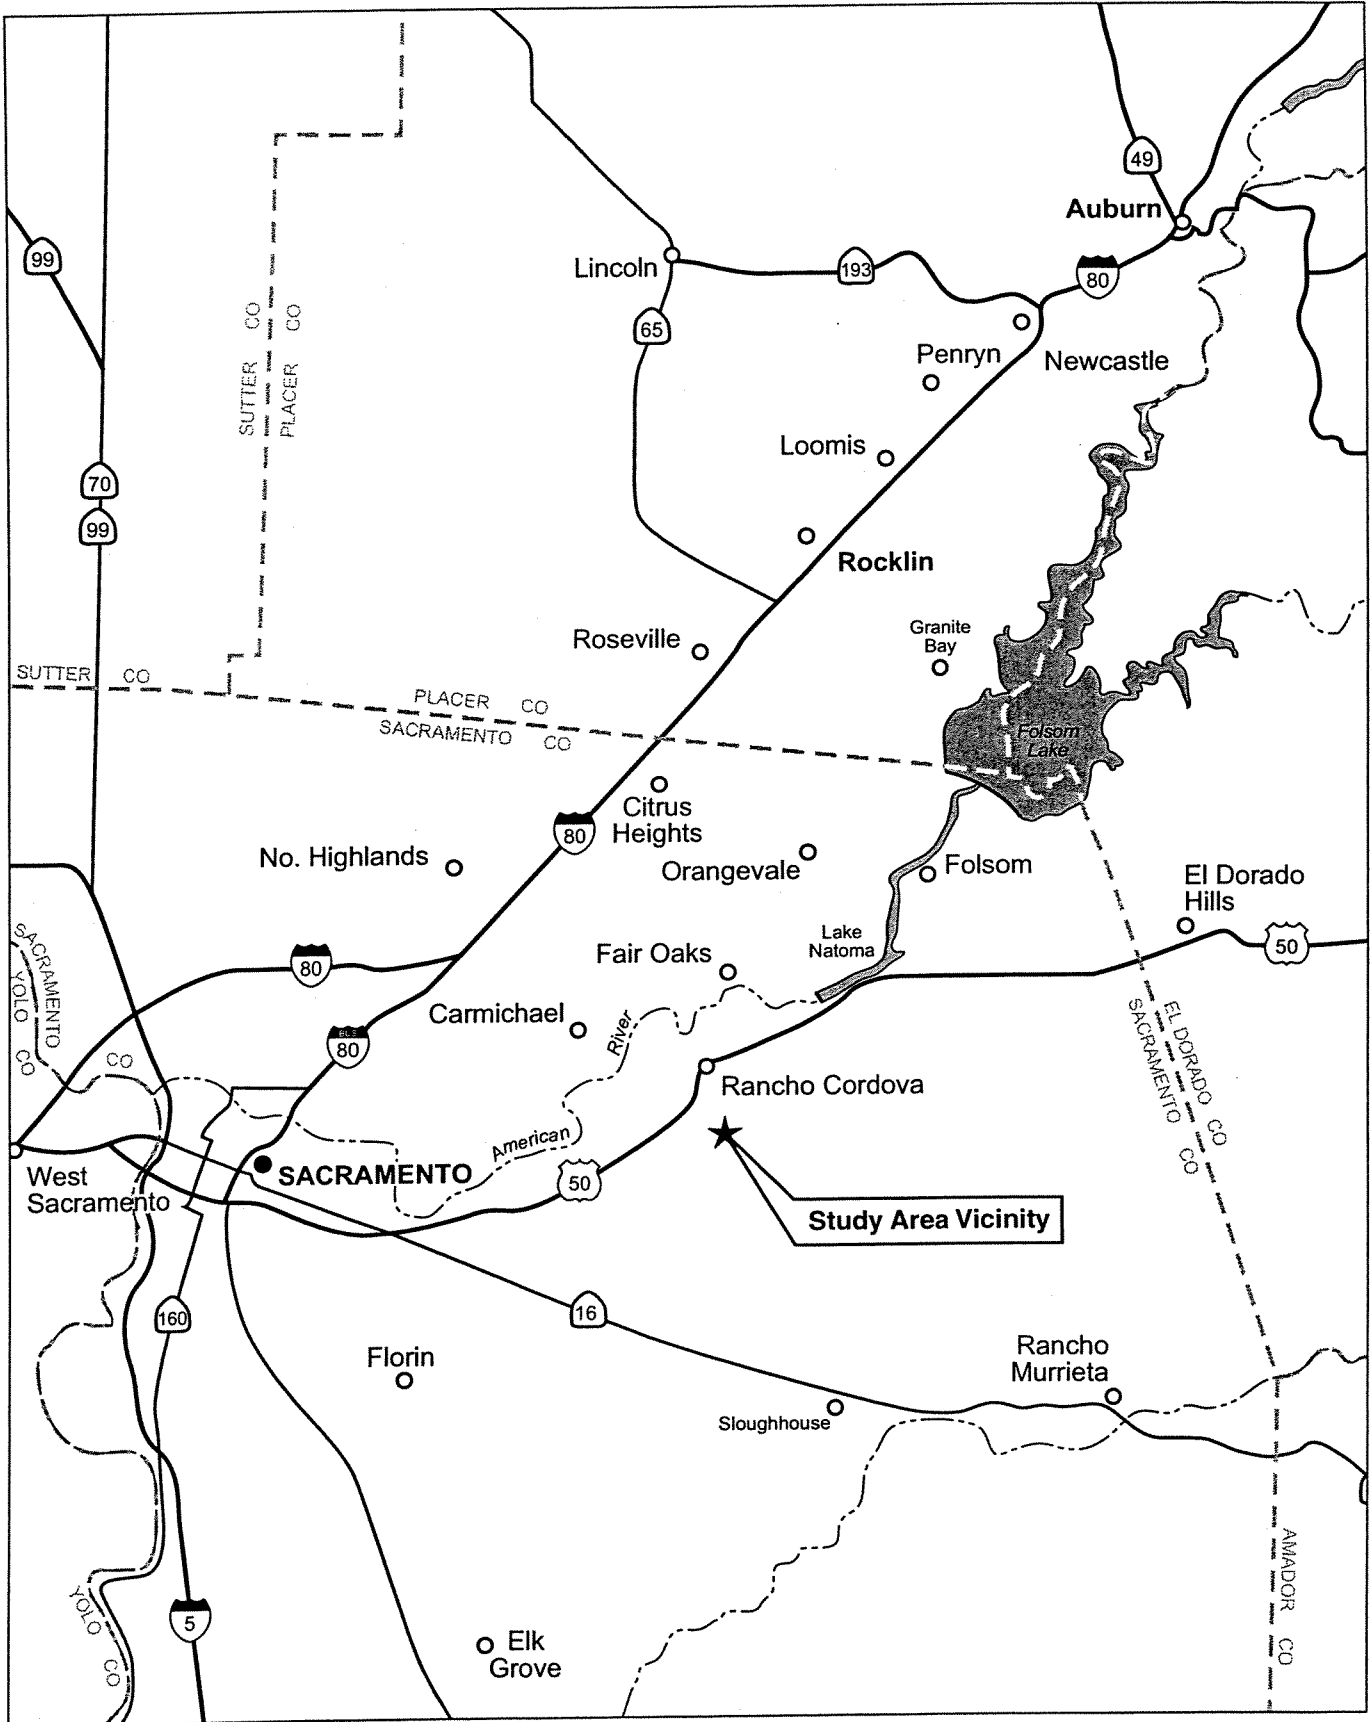 49
Auburn
99
Lincoln
193
80
65
SUTTER CO
PLACER CO
Penryn
Newcastle
Loomis
70
99
Rocklin
Granite
Bay
Roseville
SUTTER CO
PLACER CO
SACRAMENTO CO
Folsom
Lake
Citrus
Heights
80
No. Highlands
Orangevale
Folsom
El Dorado
Hills
Lake
Natoma
50
Fair Oaks
80
SACRAMENTO
YOLO CO
CO
Carmichael
River
80
EL DORADO CO
SACRAMENTO CO
Rancho Cordova
American
West
Sacramento
SACRAMENTO
50
Study Area Vicinity
160
16
Florin
Rancho
Murrieta
Sloughhouse
AMADOR CO
YOLO CO
5
Elk
Grove